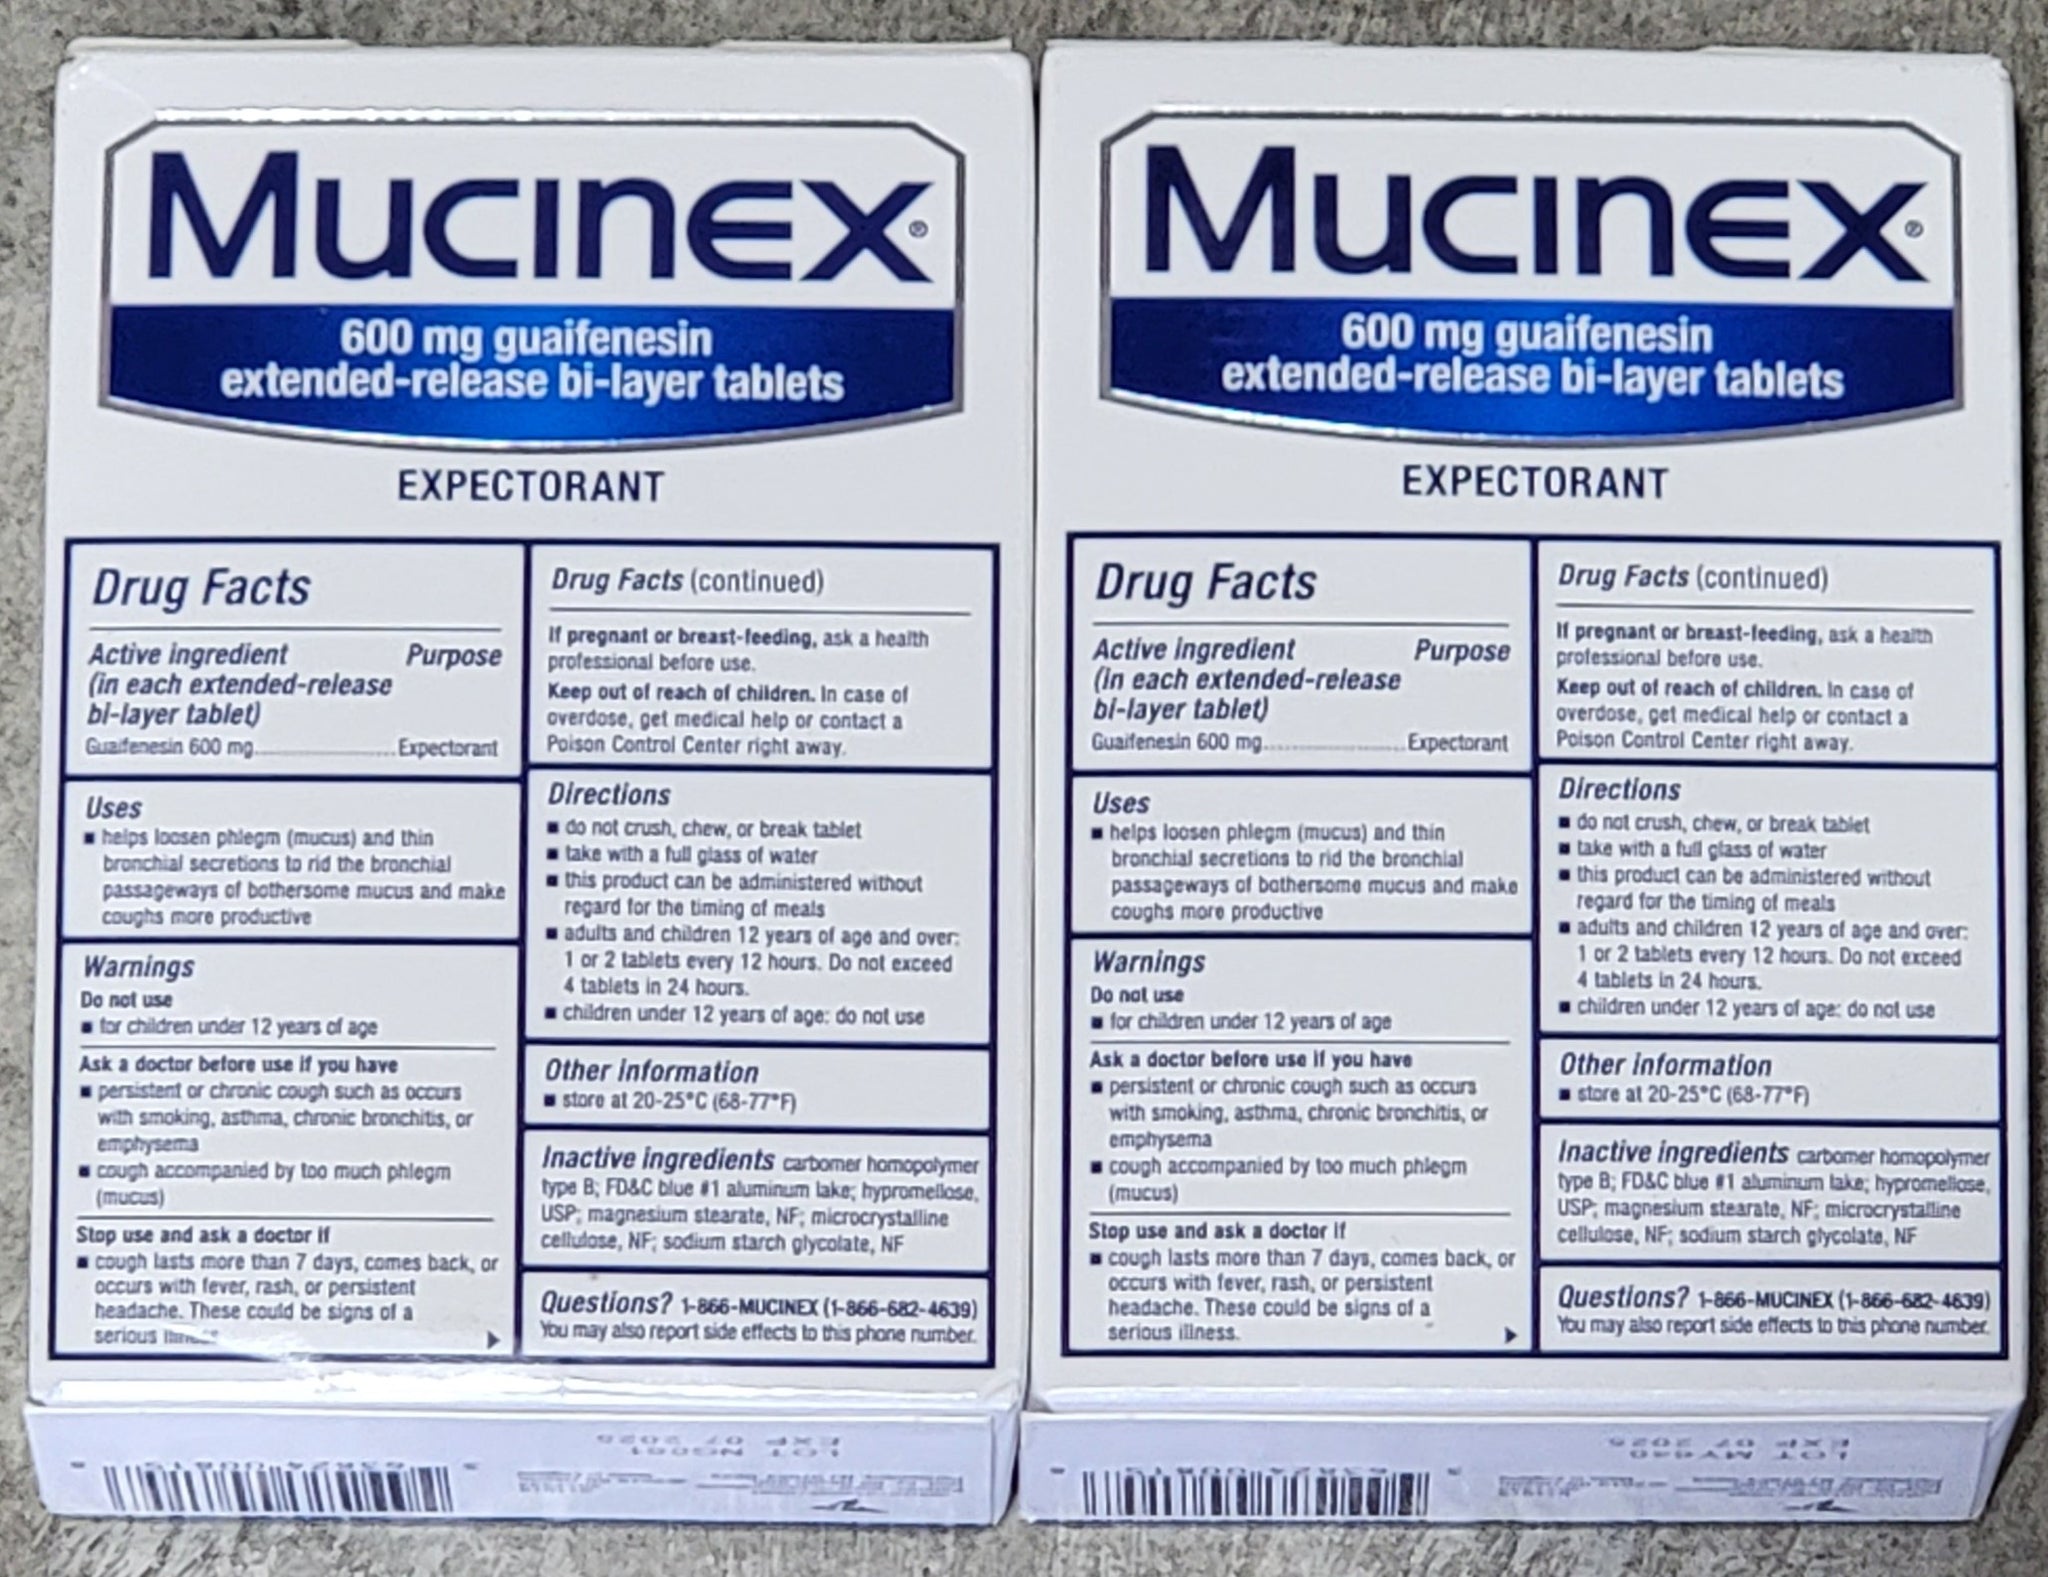 Mucinex®
600 mg guaifenesin
extended-release bi-layer tablets
EXPECTORANT
Drug Facts
Active ingredient Purpose
(in each extended-release
bi-layer tablet)
Guaifenesin 600 mg..............................Expectorant
Uses
■ helps loosen phlegm (mucus) and thin
bronchial secretions to rid the bronchial
passageways of bothersome mucus and make
coughs more productive
Warnings
Do not use
■ for children under 12 years of age
Ask a doctor before use if you have
■ persistent or chronic cough such as occurs
with smoking, asthma, chronic bronchitis, or
emphysema
■ cough accompanied by too much phlegm
(mucus)
Stop use and ask a doctor if
■ cough lasts more than 7 days, comes back, or
occurs with fever, rash, or persistent
headache. These could be signs of a
serious
Drug Facts (continued)
If pregnant or breast-feeding, ask a health
professional before use.
Keep out of reach of children. In case of
overdose, get medical help or contact a
Poison Control Center right away.
Directions
■ do not crush, chew, or break tablet
■ take with a full glass of water
■ this product can be administered without
regard for the timing of meals
■ adults and children 12 years of age and over:
1 or 2 tablets every 12 hours. Do not exceed
4 tablets in 24 hours.
■ children under 12 years of age: do not use
Other information
■ store at 20-25°C (68-77°F)
Inactive ingredients carbomer homopolymer
type B; FD&C blue #1 aluminum lake; hypromellose,
USP; magnesium stearate, NF; microcrystalline
cellulose, NF; sodium starch glycolate, NF
Questions? 1-866-MUCINEX (1-866-682-4639)
You may also report side effects to this phone number.
EXP 07 2025
LOT
Mucinex®
600 mg guaifenesin
extended-release bi-layer tablets
EXPECTORANT
Drug Facts
Active ingredient Purpose
(in each extended-release
bi-layer tablet)
Guaifenesin 600 mg..............................Expectorant
Uses
■ helps loosen phlegm (mucus) and thin
bronchial secretions to rid the bronchial
passageways of bothersome mucus and make
coughs more productive
Warnings
Do not use
■ for children under 12 years of age
Ask a doctor before use if you have
■ persistent or chronic cough such as occurs
with smoking, asthma, chronic bronchitis, or
emphysema
■ cough accompanied by too much phlegm
(mucus)
Stop use and ask a doctor if
■ cough lasts more than 7 days, comes back, or
occurs with fever, rash, or persistent
headache. These could be signs of a
serious illness.
Drug Facts (continued)
If pregnant or breast-feeding, ask a health
professional before use.
Keep out of reach of children. In case of
overdose, get medical help or contact a
Poison Control Center right away.
Directions
■ do not crush, chew, or break tablet
■ take with a full glass of water
■ this product can be administered without
regard for the timing of meals
■ adults and children 12 years of age and over:
1 or 2 tablets every 12 hours. Do not exceed
4 tablets in 24 hours.
■ children under 12 years of age: do not use
Other information
■ store at 20-25°C (68-77°F)
Inactive ingredients carbomer homopolymer
type B; FD&C blue #1 aluminum lake; hypromellose,
USP; magnesium stearate, NF; microcrystalline
cellulose, NF; sodium starch glycolate, NF
Questions? 1-866-MUCINEX (1-866-682-4639)
You may also report side effects to this phone number.
EXP 07 2025
LOT